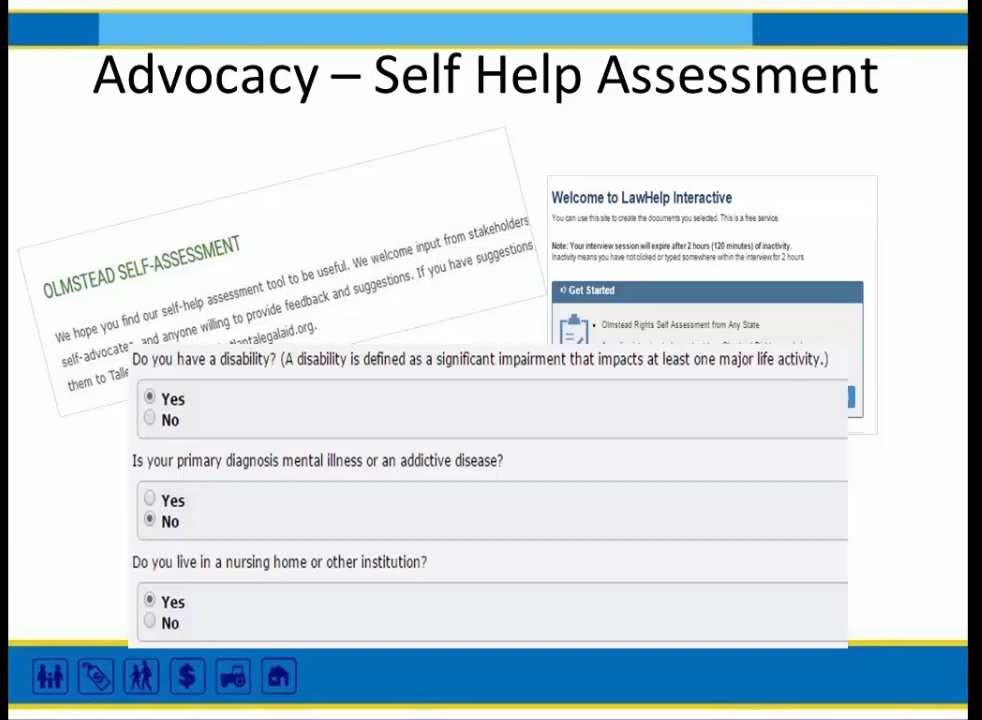 Advocacy – Self Help Assessment
OLMSTEAD SELF-ASSESSMENT
We hope you find our self-help assessment tool to be useful. We welcome input from stakeholders
self-advocates and anyone willing to provide feedback and suggestions. If you have suggestions
them to
Welcome to LawHelp Interactive
You can use this site to create the documents you selected. This is a free service.
Note: Your interview session will expire after 2 hours (120 minutes) of inactivity.
Inactivity means you have not clicked or typed somewhere within the interview for 2 hours
Get Started
Olmstead Rights Self Assessment from Any State
Do you have a disability? (A disability is defined as a significant impairment that impacts at least one major life activity.)
Yes
No
Is your primary diagnosis mental illness or an addictive disease?
Yes
No
Do you live in a nursing home or other institution?
Yes
No
$